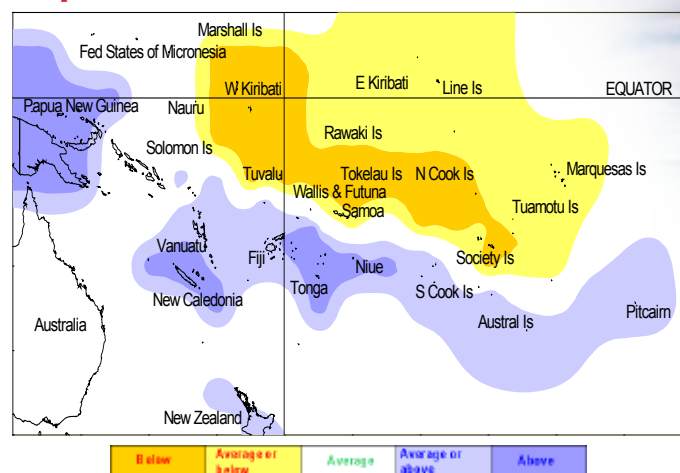 Marshall Is
Fed States of Micronesia
W Kiribati
E Kiribati
Line Is
EQUATOR
Papua New Guinea
Nauru
Rawaki Is
Solomon Is
Tuvalu
Tokelau Is
N Cook Is
Marquesas Is
Wallis & Futuna
Samoa
Tuamotu Is
Vanuatu
Fiji
Society Is
Niue
Tonga
S Cook Is
New Caledonia
Pitcairn
Australia
Austral Is
New Zealand
Below
Average or
below
Average
Average or
above
Above